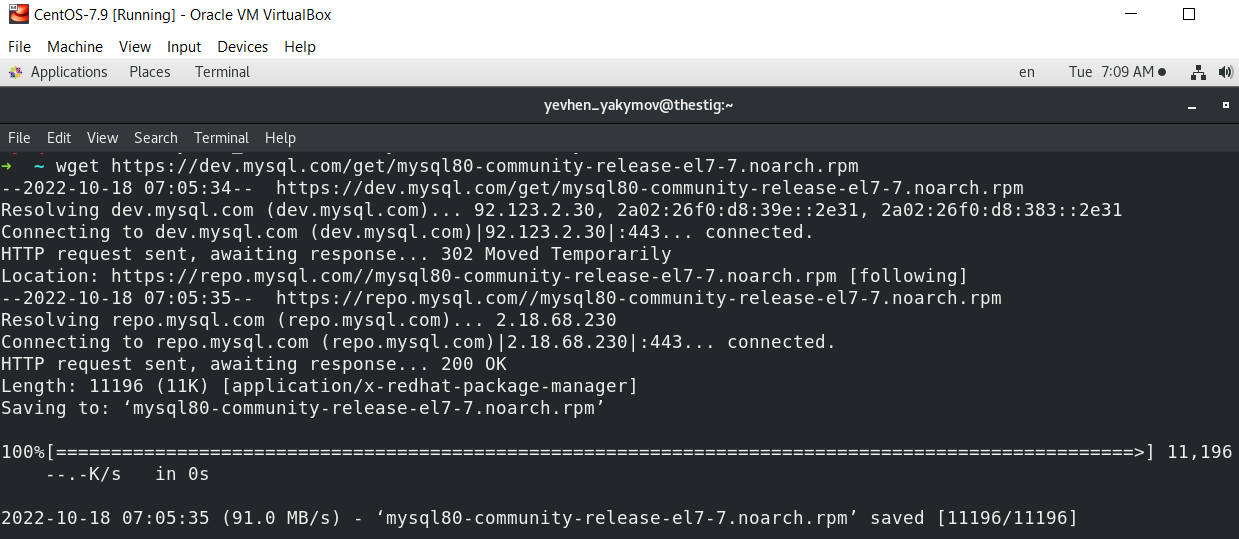 CentOS-7.9 [Running] - Oracle VM VirtualBox
File Machine View Input Devices Help
Applications Places Terminal en Tue 7:09 AM
yevhen_yakymov@thestig:~
File Edit View Search Terminal Help
➜ ~ wget https://dev.mysql.com/get/mysql80-community-release-el7-7.noarch.rpm
--2022-10-18 07:05:34-- https://dev.mysql.com/get/mysql80-community-release-el7-7.noarch.rpm
Resolving dev.mysql.com (dev.mysql.com)... 92.123.2.30, 2a02:26f0:d8:39e::2e31, 2a02:26f0:d8:383::2e31
Connecting to dev.mysql.com (dev.mysql.com)|92.123.2.30|:443... connected.
HTTP request sent, awaiting response... 302 Moved Temporarily
Location: https://repo.mysql.com//mysql80-community-release-el7-7.noarch.rpm [following]
--2022-10-18 07:05:35-- https://repo.mysql.com//mysql80-community-release-el7-7.noarch.rpm
Resolving repo.mysql.com (repo.mysql.com)... 2.18.68.230
Connecting to repo.mysql.com (repo.mysql.com)|2.18.68.230|:443... connected.
HTTP request sent, awaiting response... 200 OK
Length: 11196 (11K) [application/x-redhat-package-manager]
Saving to: ‘mysql80-community-release-el7-7.noarch.rpm’
100%[==================================================================================================>] 11,196
--.-K/s in 0s
2022-10-18 07:05:35 (91.0 MB/s) - ‘mysql80-community-release-el7-7.noarch.rpm’ saved [11196/11196]